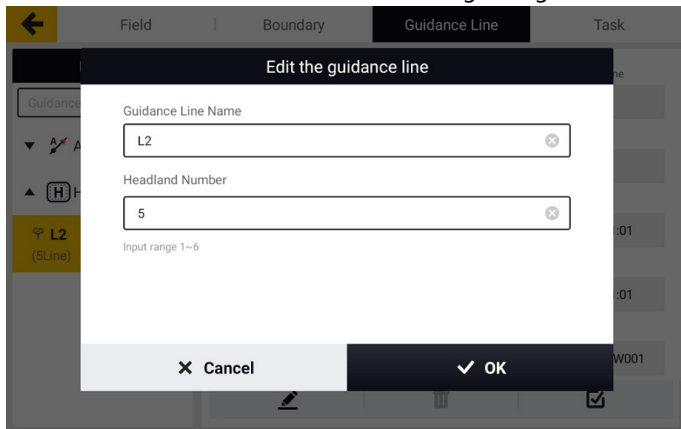 Field
Boundary
Guidance Line
Task
Edit the guidance line
Guidance
Guidance Line Name
L2
Headland Number
5
Input range 1~6
H
L2
(5Line)
:01
:01
W001
Cancel
OK